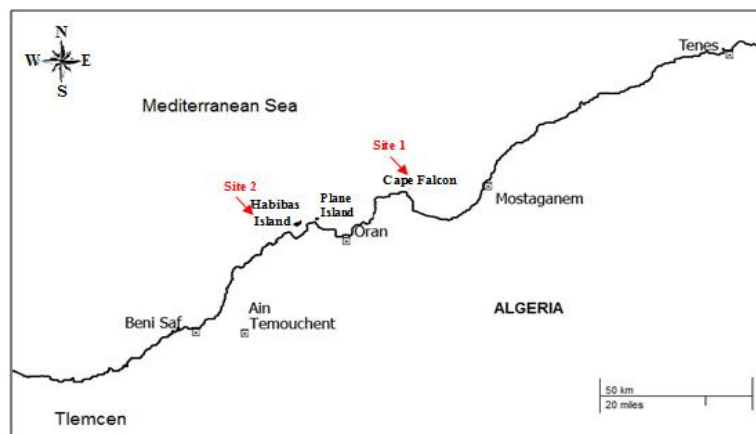 N
W E
S
Tenes
Mediterranean Sea
Site 1
Cape Falcon
Site 2
Habibas
Island
Plane
Island
Mostaganem
Oran
ALGERIA
Beni Saf
Ain
Temouchent
50 km
20 miles
Tlemcen